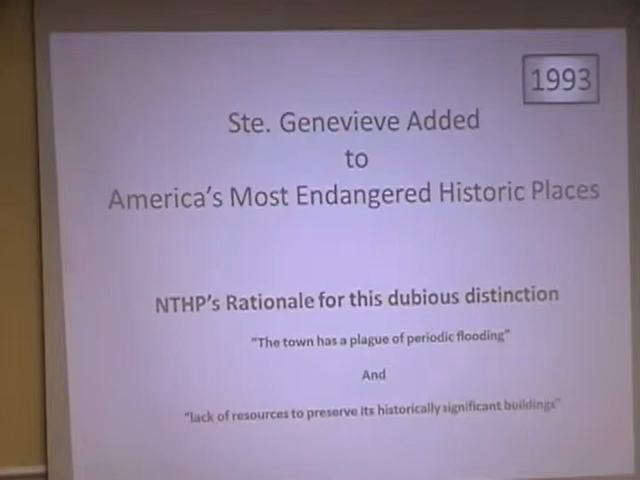 1993
Ste. Genevieve Added
to
America's Most Endangered Historic Places
NTHP's Rationale for this dubious distinction
"The town has a plague of periodic flooding"
And
"lack of resources to preserve its historically significant buildings"